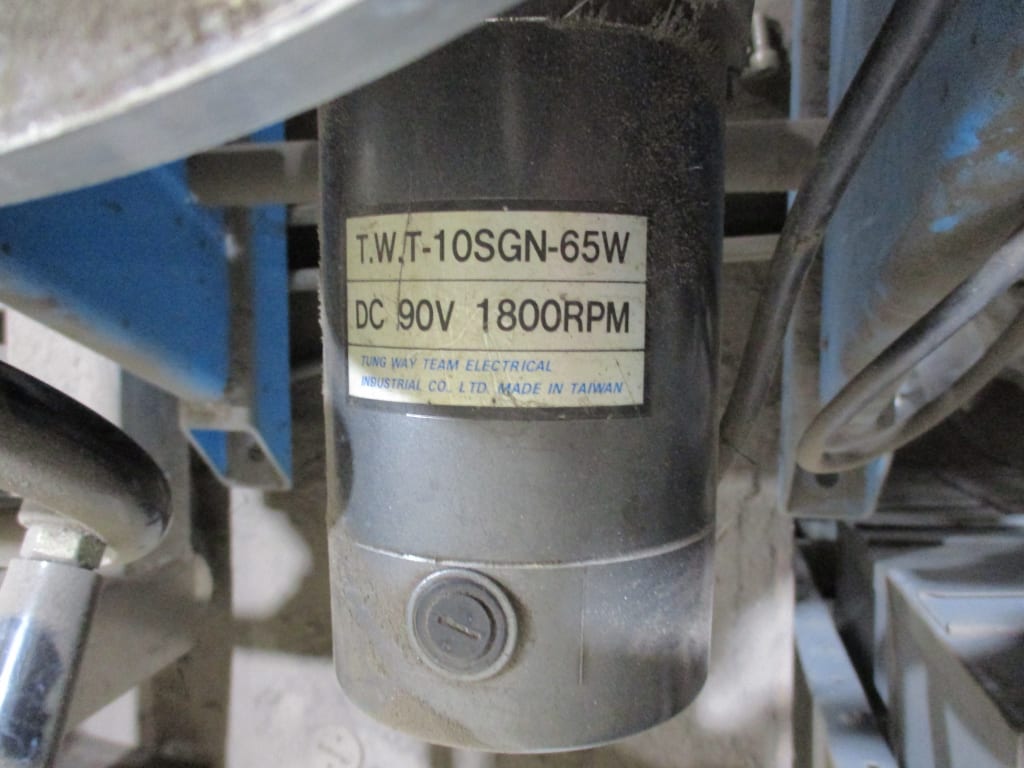 T.W.T-10SGN-65W
DC 90V 1800RPM
TUNG WAY TEAM ELECTRICAL
INDUSTRIAL CO. LTD. MADE IN TAIWAN